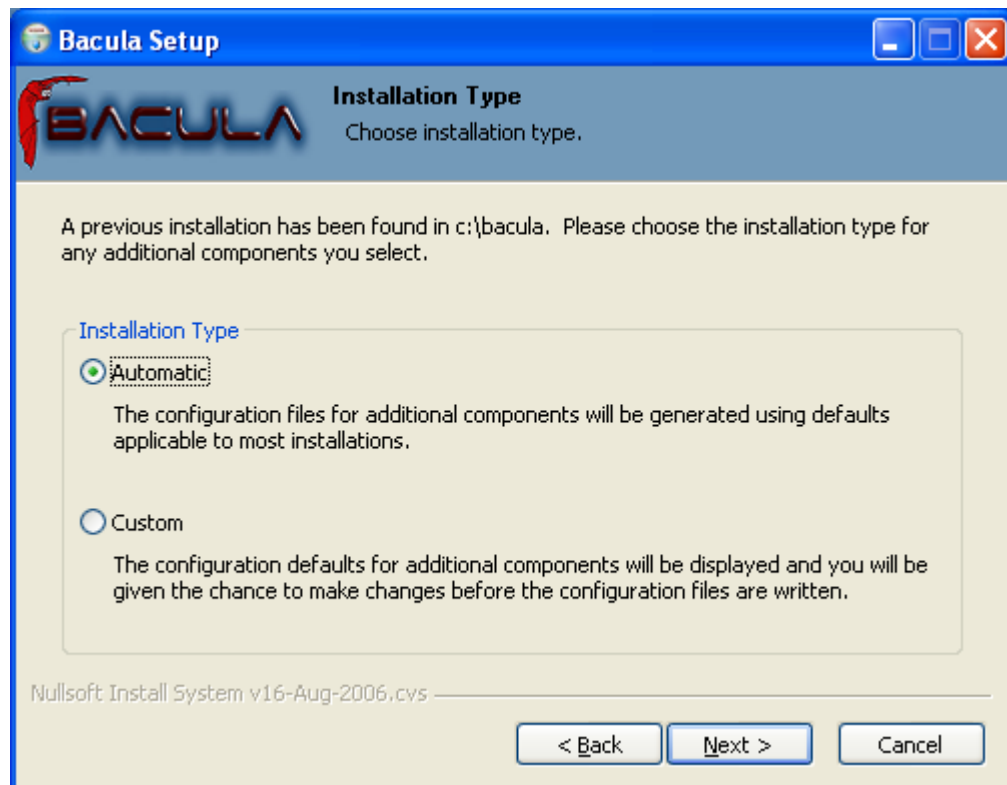 Bacula Setup
BACULA
Installation Type
Choose installation type.
A previous installation has been found in c:\bacula.  Please choose the installation type for
any additional components you select.
Installation Type
Automatic
The configuration files for additional components will be generated using defaults
applicable to most installations.
Custom
The configuration defaults for additional components will be displayed and you will be
given the chance to make changes before the configuration files are written.
Nullsoft Install System v16-Aug-2006.cvs
< Back
Next >
Cancel